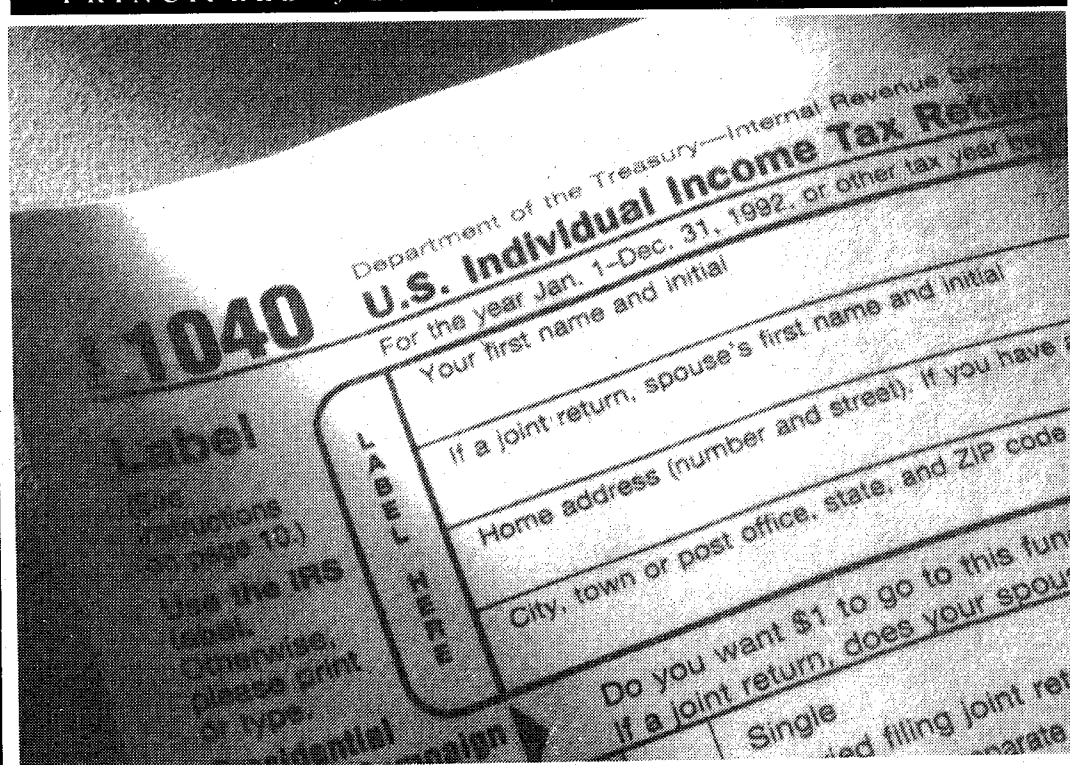 Department of the Treasury—Internal Revenue
1040
U.S. Individual Income Tax Return
For the year Jan. 1–Dec. 31, 1992, or other tax year
Label
instructions
on page 10.)
Use the IRS
label.
Otherwise,
please print
or type.
LABEL HERE
Your first name and initial
If a joint return, spouse's first name and initial
Home address (number and street). If you have a
City, town or post office, state, and ZIP code
Do you want $1 to go to this fun
If a joint return, does your spous
Single
filing joint ret